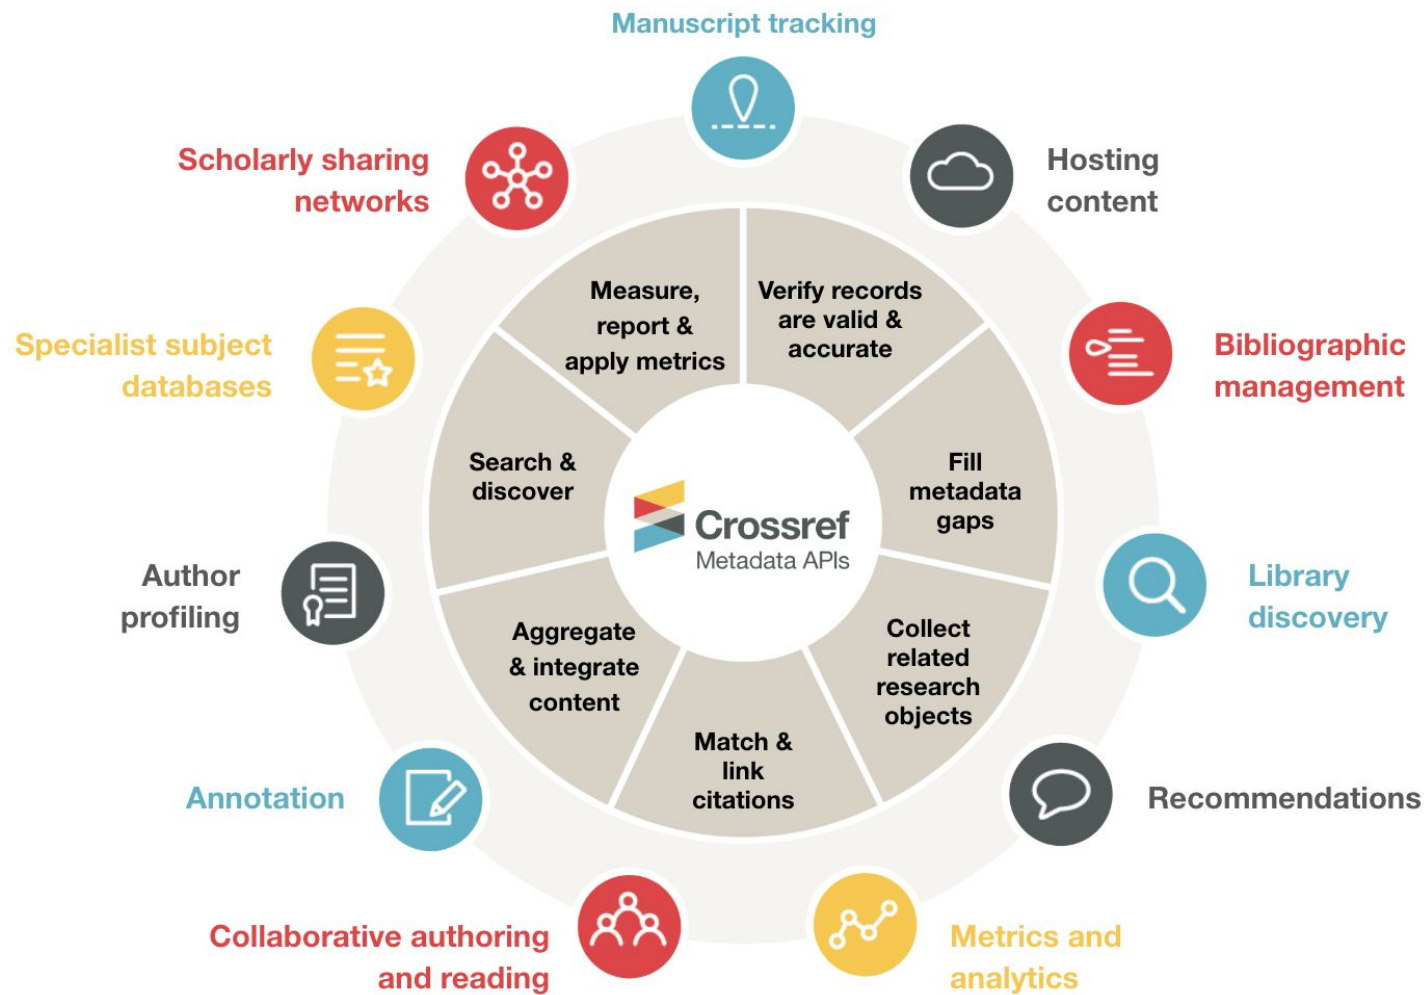 Manuscript tracking
Hosting
content
Bibliographic
management
Library
discovery
Recommendations
Metrics and
analytics
Collaborative authoring
and reading
Annotation
Author
profiling
Specialist subject
databases
Scholarly sharing
networks
Verify records
are valid &
accurate
Fill
metadata
gaps
Collect
related
research
objects
Match &
link
citations
Aggregate
& integrate
content
Search &
discover
Measure,
report &
apply metrics
Crossref
Metadata APIs